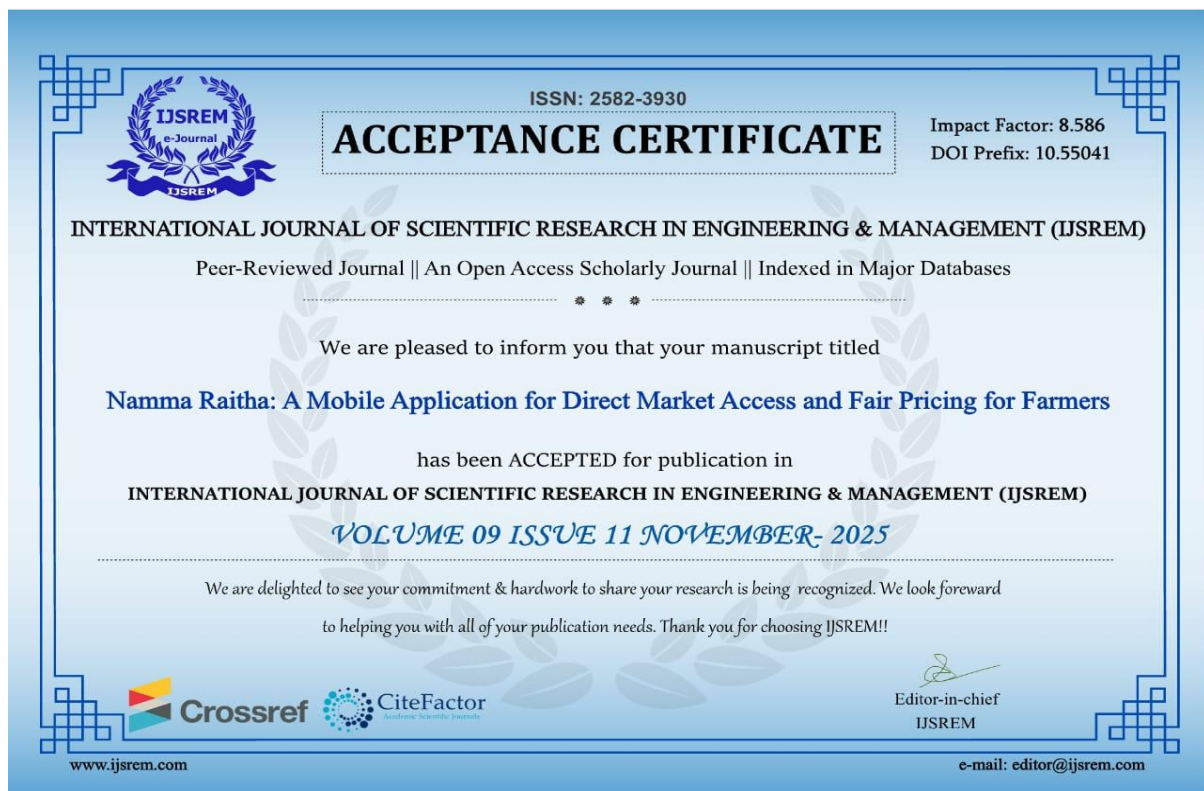 IJSREM
e-Journal
IJSREM
ISSN: 2582-3930
ACCEPTANCE CERTIFICATE
Impact Factor: 8.586
DOI Prefix: 10.55041
INTERNATIONAL JOURNAL OF SCIENTIFIC RESEARCH IN ENGINEERING & MANAGEMENT (IJSREM)
Peer-Reviewed Journal || An Open Access Scholarly Journal || Indexed in Major Databases
We are pleased to inform you that your manuscript titled
Namma Raitha: A Mobile Application for Direct Market Access and Fair Pricing for Farmers
has been ACCEPTED for publication in
INTERNATIONAL JOURNAL OF SCIENTIFIC RESEARCH IN ENGINEERING & MANAGEMENT (IJSREM)
VOLUME 09 ISSUE 11 NOVEMBER- 2025
We are delighted to see your commitment & hardwork to share your research is being recognized. We look foreward
to helping you with all of your publication needs. Thank you for choosing IJSREM!!
Crossref
CiteFactor
Academic Scientific Journals
Editor-in-chief
IJSREM
www.ijsrem.com
e-mail: editor@ijsrem.com